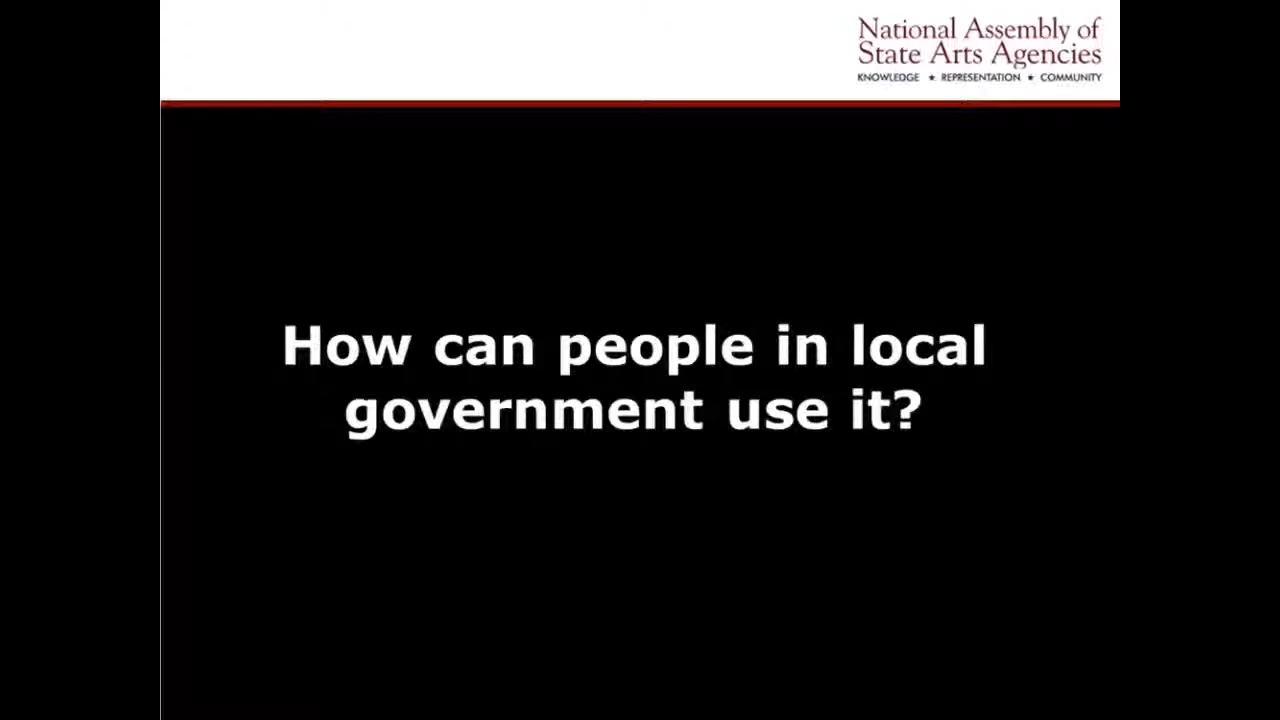 National Assembly of
State Arts Agencies
KNOWLEDGE ★ REPRESENTATION ★ COMMUNITY
How can people in local
government use it?